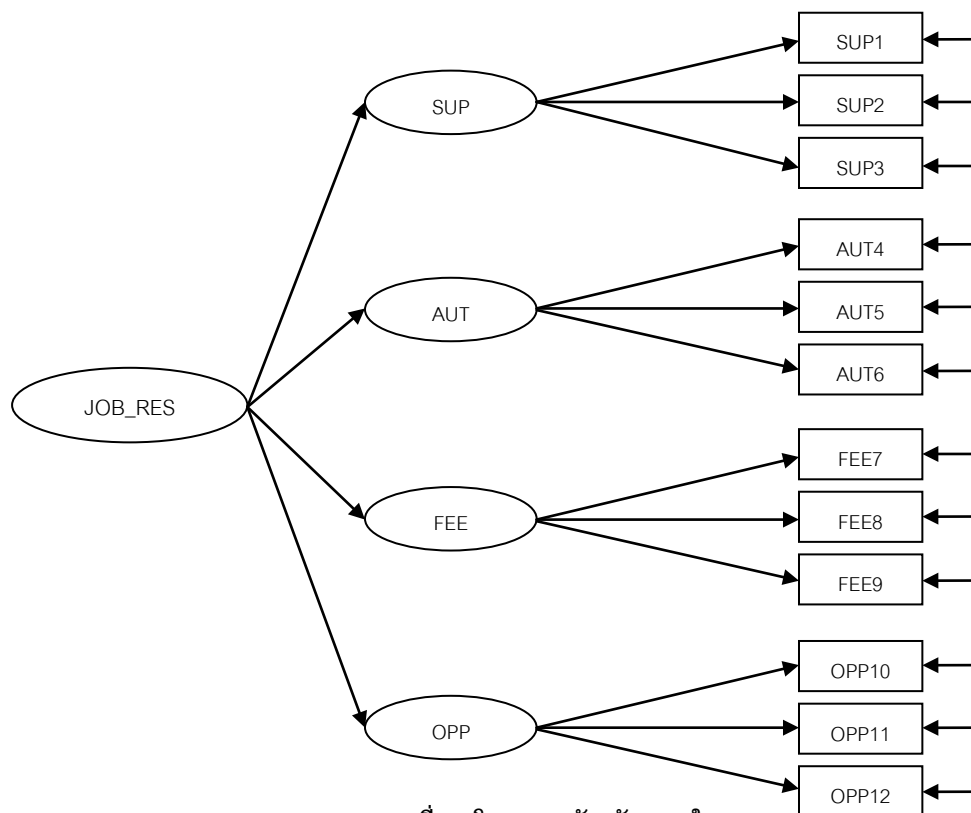 JOB_RES
SUP
AUT
FEE
OPP
SUP1
SUP2
SUP3
AUT4
AUT5
AUT6
FEE7
FEE8
FEE9
OPP10
OPP11
OPP12